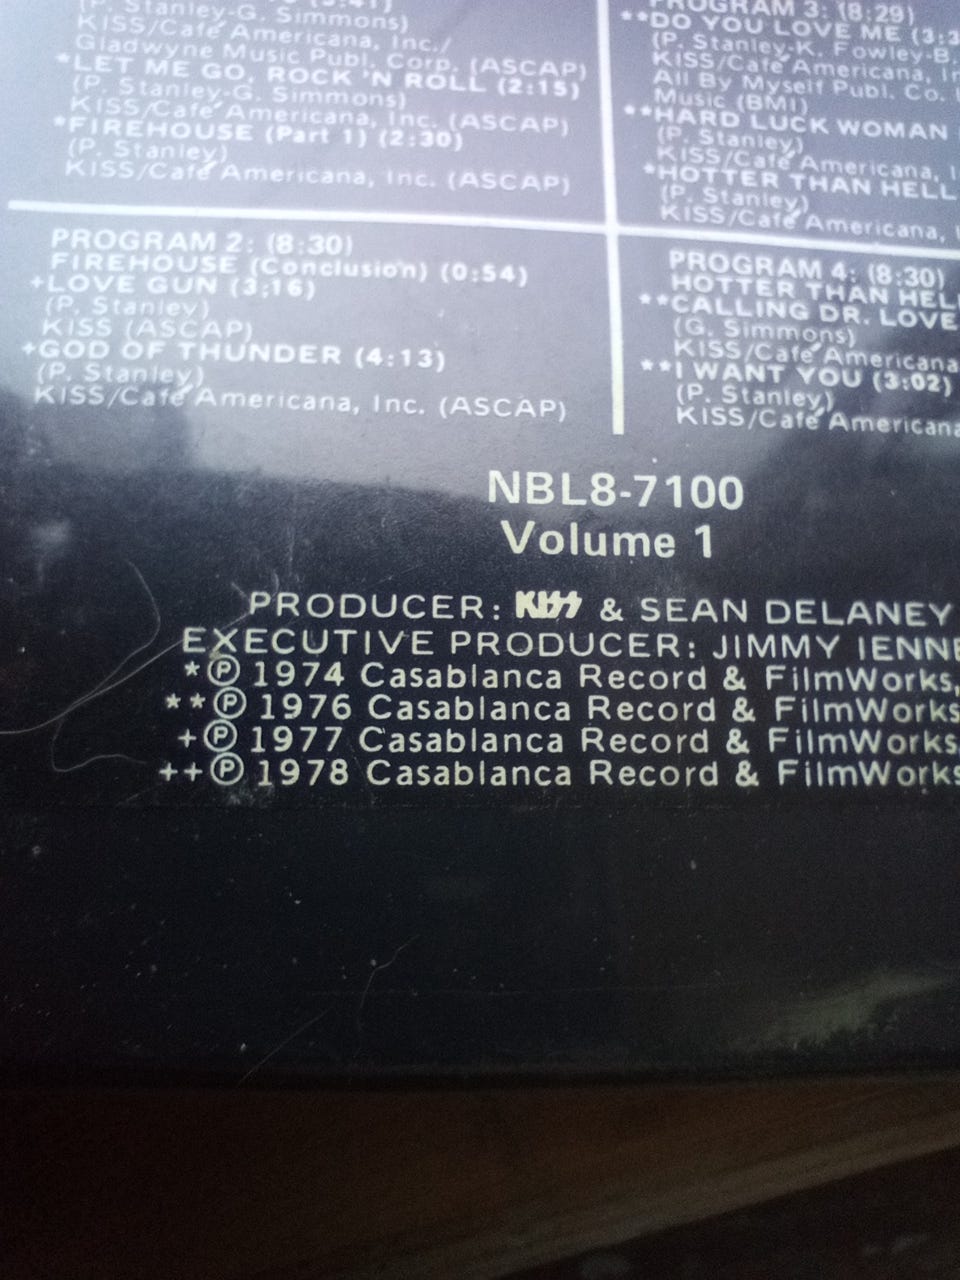 (P. Stanley-G. Simmons)
KISS/Café Americana, Inc./
Gladwyne Music Publ. Corp. (ASCAP)
*LET ME GO, ROCK 'N ROLL (2:15)
(P. Stanley-G. Simmons)
KISS/Café Americana, Inc. (ASCAP)
*FIREHOUSE (Part 1) (2:30)
(P. Stanley)
KISS/Café Americana, Inc. (ASCAP)
PROGRAM 2: (8:30)
FIREHOUSE (Conclusion) (0:54)
+LOVE GUN (3:16)
(P. Stanley)
KISS (ASCAP)
+GOD OF THUNDER (4:13)
(P. Stanley)
KISS/Café Americana, Inc. (ASCAP)
PROGRAM 3: (8:29)
**DO YOU LOVE ME (3:3
(P. Stanley-K. Fowley-B.
KISS/Café Americana, In
All By Myself Publ. Co.
Music (BMI)
**HARD LUCK WOMAN
(P. Stanley)
KISS/Café Americana, I
*HOTTER THAN HELL
(P. Stanley)
KISS/Café Americana,
PROGRAM 4: (8:30)
HOTTER THAN HELL
**CALLING DR. LOVE
(G. Simmons)
KISS/Café Americana
**I WANT YOU (3:02)
(P. Stanley)
KISS/Café Americana
NBL8-7100
Volume 1
PRODUCER: KISS & SEAN DELANEY
EXECUTIVE PRODUCER: JIMMY IENNE
*Ⓟ 1974 Casablanca Record & FilmWorks,
**Ⓟ 1976 Casablanca Record & FilmWorks
+Ⓟ 1977 Casablanca Record & FilmWorks
++Ⓟ 1978 Casablanca Record & FilmWorks